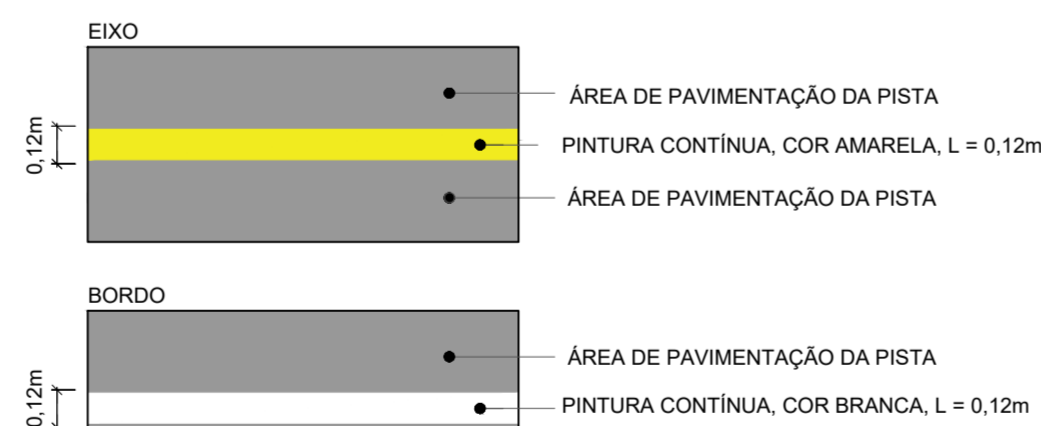 EIXO
ÁREA DE PAVIMENTAÇÃO DA PISTA
0,12m
PINTURA CONTÍNUA, COR AMARELA, L = 0,12m
ÁREA DE PAVIMENTAÇÃO DA PISTA
BORDO
ÁREA DE PAVIMENTAÇÃO DA PISTA
0,12m
PINTURA CONTÍNUA, COR BRANCA, L = 0,12m